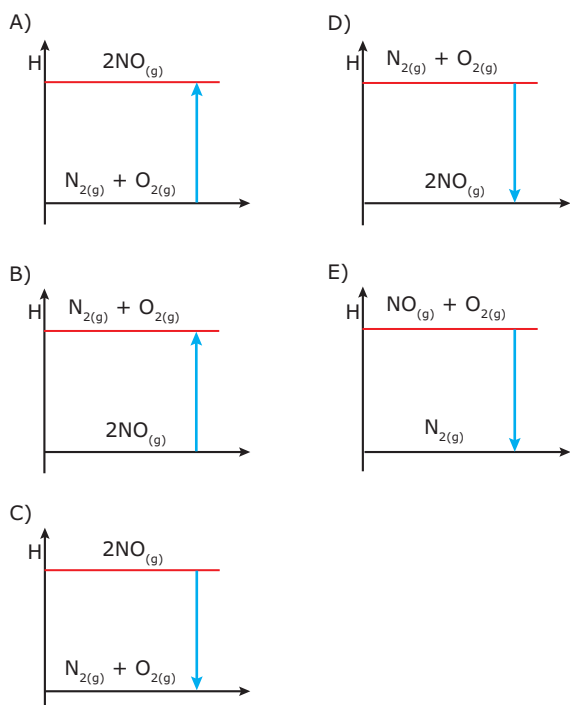 A)
H
2NO(g)
N2(g) + O2(g)
B)
H
N2(g) + O2(g)
2NO(g)
C)
H
2NO(g)
N2(g) + O2(g)
D)
H
N2(g) + O2(g)
2NO(g)
E)
H
NO(g) + O2(g)
N2(g)